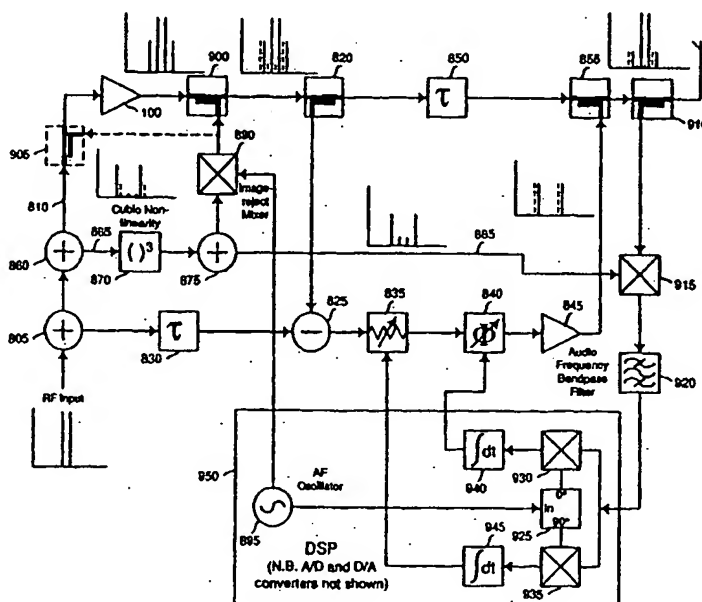 900
820
850
855
τ
100
910
905
890
Image-
reject
Mixer
810
Cubic Non-
linearity
865
885
( )³
860
870
875
915
825
835
840
845
805
τ
830
Φ
Audio
Frequency
Bandpass
Filter
920
RF Input
950
∫dt
940
930
0°
AF
Oscillator
In
925
90°
895
945
∫dt
935
DSP
(N.B. A/D and D/A
converters not shown)